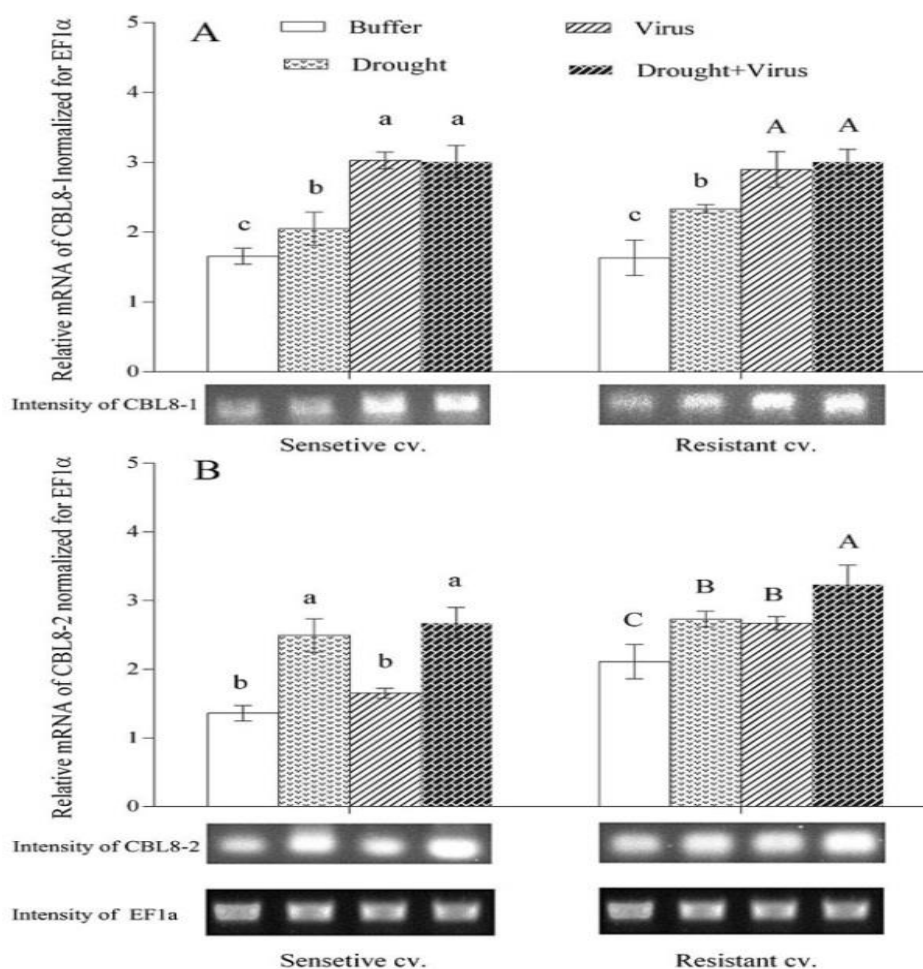 Relative mRNA of CBL8-1normalized for EF1α
5
4
3
2
1
0
A
Buffer
Virus
Drought
Drought+Virus
c
b
a
a
c
b
A
A
Intensity of CBL8-1
Sensetive cv.
Resistant cv.
Relative mRNA of CBL8-2 normalized for EF1α
5
4
3
2
1
0
B
b
a
b
a
C
B
B
A
Intensity of CBL8-2
Intensity of EF1a
Sensetive cv.
Resistant cv.